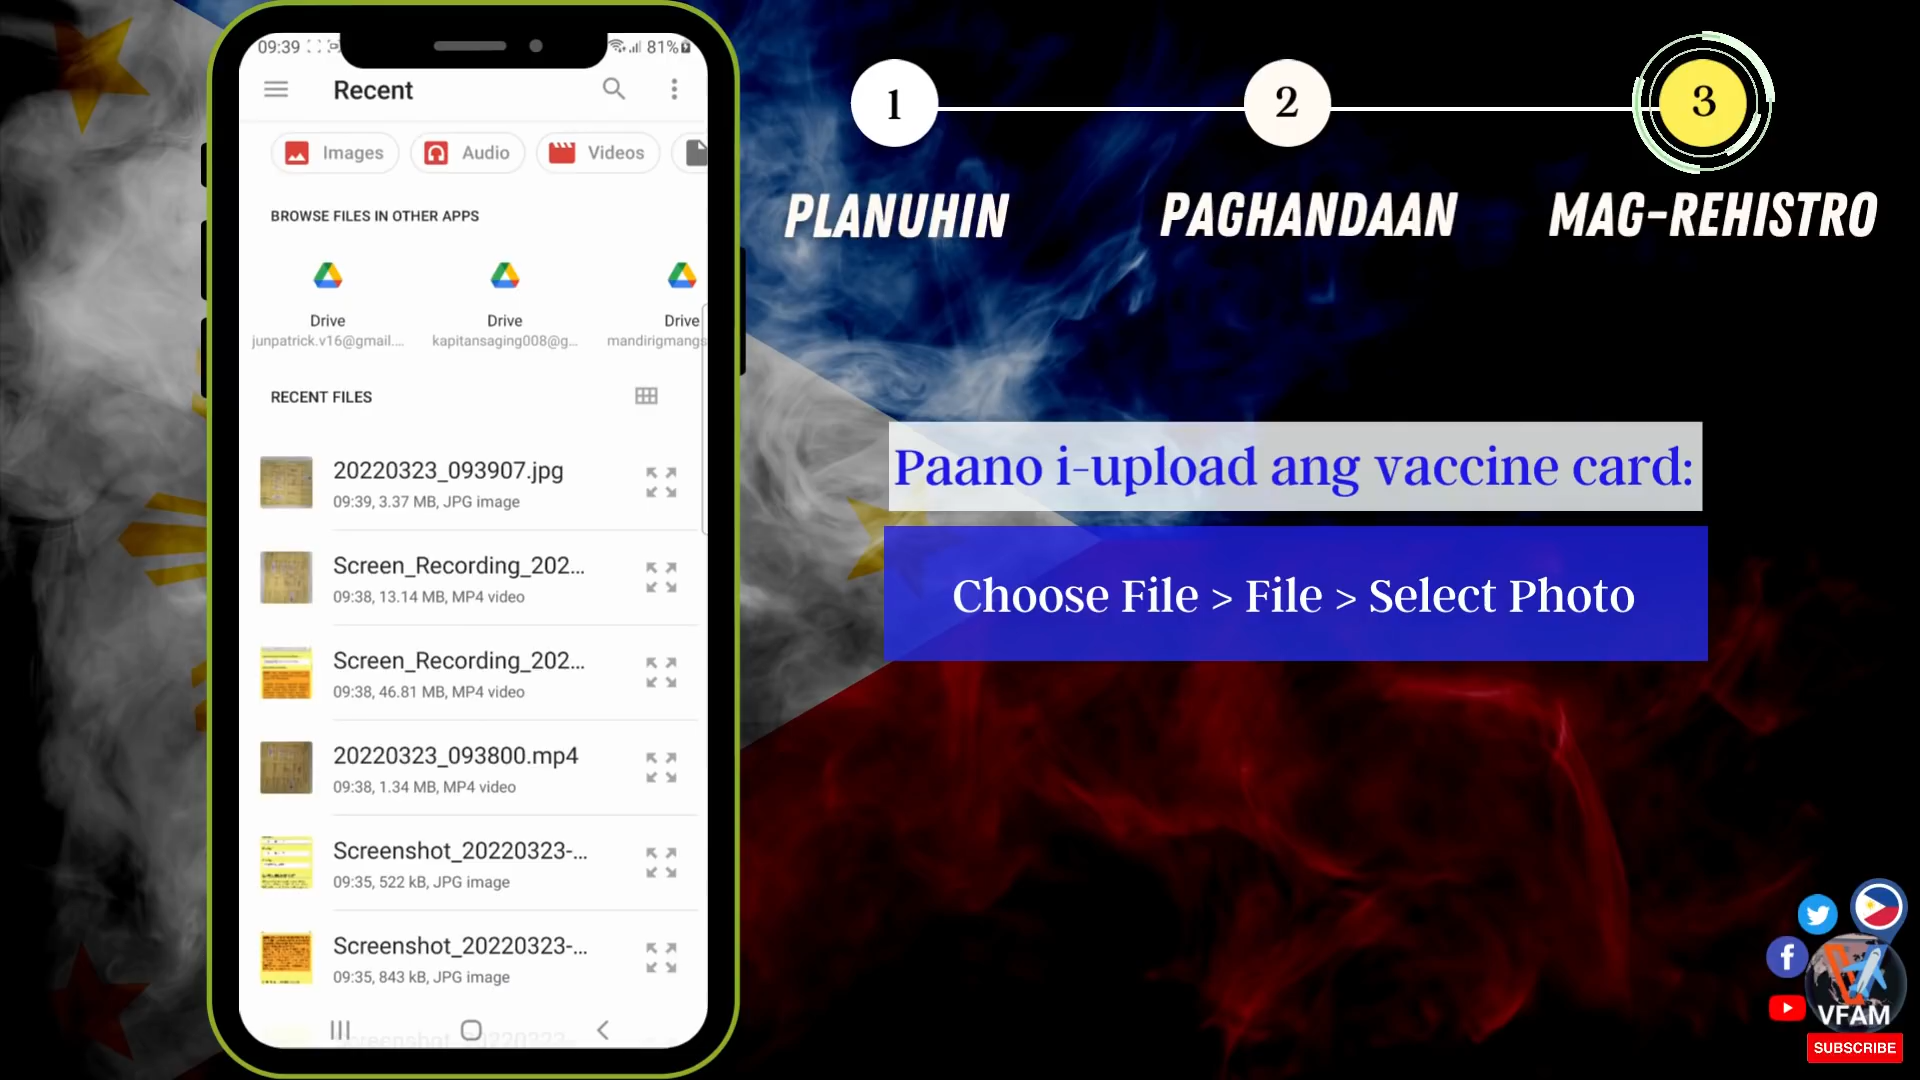 09:39
81%
Recent
Images
Audio
Videos
BROWSE FILES IN OTHER APPS
Drive
junpatrick.v16@gmail....
Drive
kapitansaging008@g...
Drive
mandirigmangs
RECENT FILES
20220323_093907.jpg
09:39, 3.37 MB, JPG image
Screen_Recording_202...
09:38, 13.14 MB, MP4 video
Screen_Recording_202...
09:38, 46.81 MB, MP4 video
20220323_093800.mp4
09:38, 1.34 MB, MP4 video
Screenshot_20220323-...
09:35, 522 kB, JPG image
Screenshot_20220323-...
09:35, 843 kB, JPG image
Screenshot_20220323-...
1
2
3
PLANUHIN
PAGHANDAAN
MAG-REHISTRO
Paano i-upload ang vaccine card:
Choose File > File > Select Photo
VFAM
SUBSCRIBE